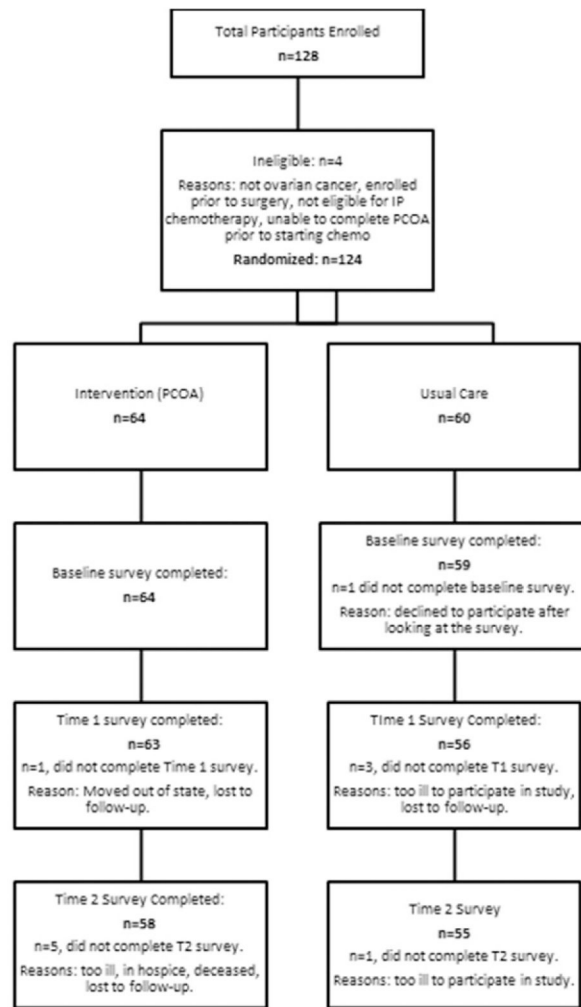 Total Participants Enrolled
n=128
Ineligible: n=4
Reasons: not ovarian cancer, enrolled
prior to surgery, not eligible for IP
chemotherapy, unable to complete PCOA
prior to starting chemo
Randomized: n=124
Intervention (PCOA)
n=64
Usual Care
n=60
Baseline survey completed:
n=64
Baseline survey completed:
n=59
n=1 did not complete baseline survey.
Reason: declined to participate after
looking at the survey.
Time 1 survey completed:
n=63
n=1, did not complete Time 1 survey.
Reason: Moved out of state, lost to
follow-up.
TIme 1 Survey Completed:
n=56
n=3, did not complete T1 survey.
Reasons: too ill to participate in study,
lost to follow-up.
Time 2 Survey Completed:
n=58
n=5, did not complete T2 survey.
Reasons: too ill, in hospice, deceased,
lost to follow-up.
Time 2 Survey
n=55
n=1, did not complete T2 survey.
Reasons: too ill to participate in study.